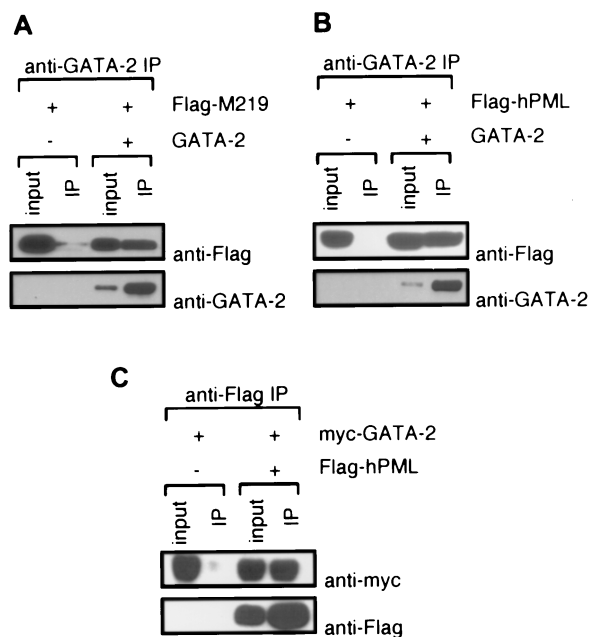 A
anti-GATA-2 IP
+ + Flag-M219
- + GATA-2
input IP input IP
anti-Flag
anti-GATA-2
B
anti-GATA-2 IP
+ + Flag-hPML
- + GATA-2
input IP input IP
anti-Flag
anti-GATA-2
C
anti-Flag IP
+ + myc-GATA-2
- + Flag-hPML
input IP input IP
anti-myc
anti-Flag